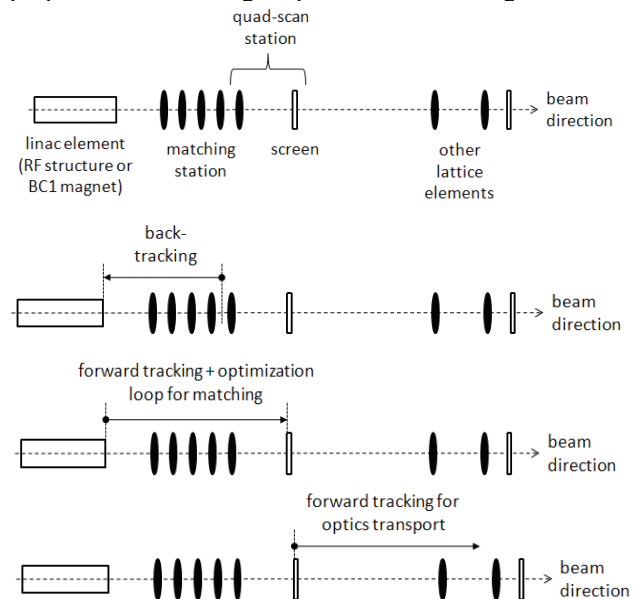 quad-scan
station
beam
direction
linac element
(RF structure or
BC1 magnet)
matching
station
screen
other
lattice
elements
back-
tracking
beam
direction
forward tracking + optimization
loop for matching
beam
direction
forward tracking for
optics transport
beam
direction